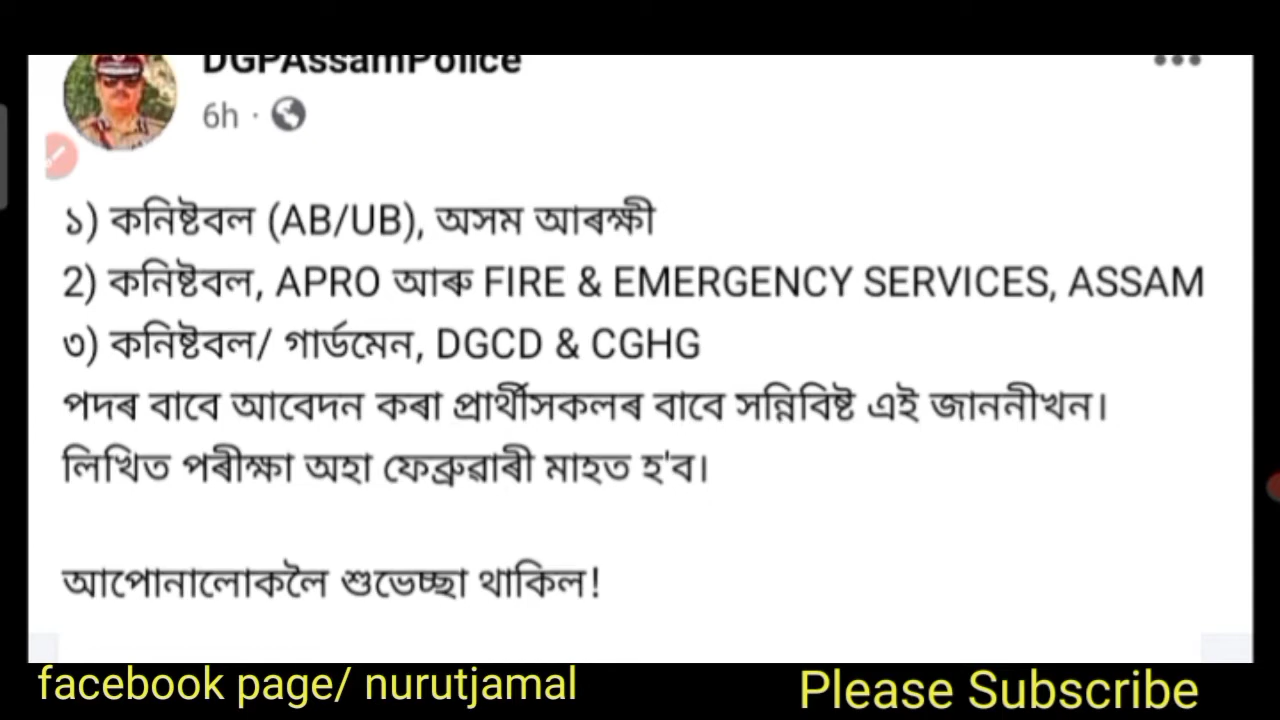 DGPAssamPolice
6h ·
১) কনিষ্টবল (AB/UB), অসম আৰক্ষী
2) কনিষ্টবল, APRO আৰু FIRE & EMERGENCY SERVICES, ASSAM
৩) কনিষ্টবল/ গাৰ্ডমেন, DGCD & CGHG
পদৰ বাবে আবেদন কৰা প্ৰাৰ্থীসকলৰ বাবে সন্নিবিষ্ট এই জাননীখন।
লিখিত পৰীক্ষা অহা ফেব্ৰুৱাৰী মাহত হ'ব।
আপোনালোকলৈ শুভেচ্ছা থাকিল!
facebook page/ nurutjamal
Please Subscribe